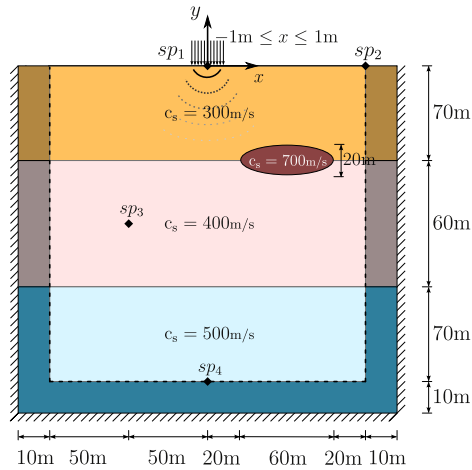 y
−1m ≤ x ≤ 1m
sp₁
sp₂
x
cₛ = 300m/s
70m
cₛ = 700m/s
20m
sp₃
cₛ = 400m/s
60m
cₛ = 500m/s
70m
sp₄
10m
10m 50m 50m 20m 60m 20m 10m